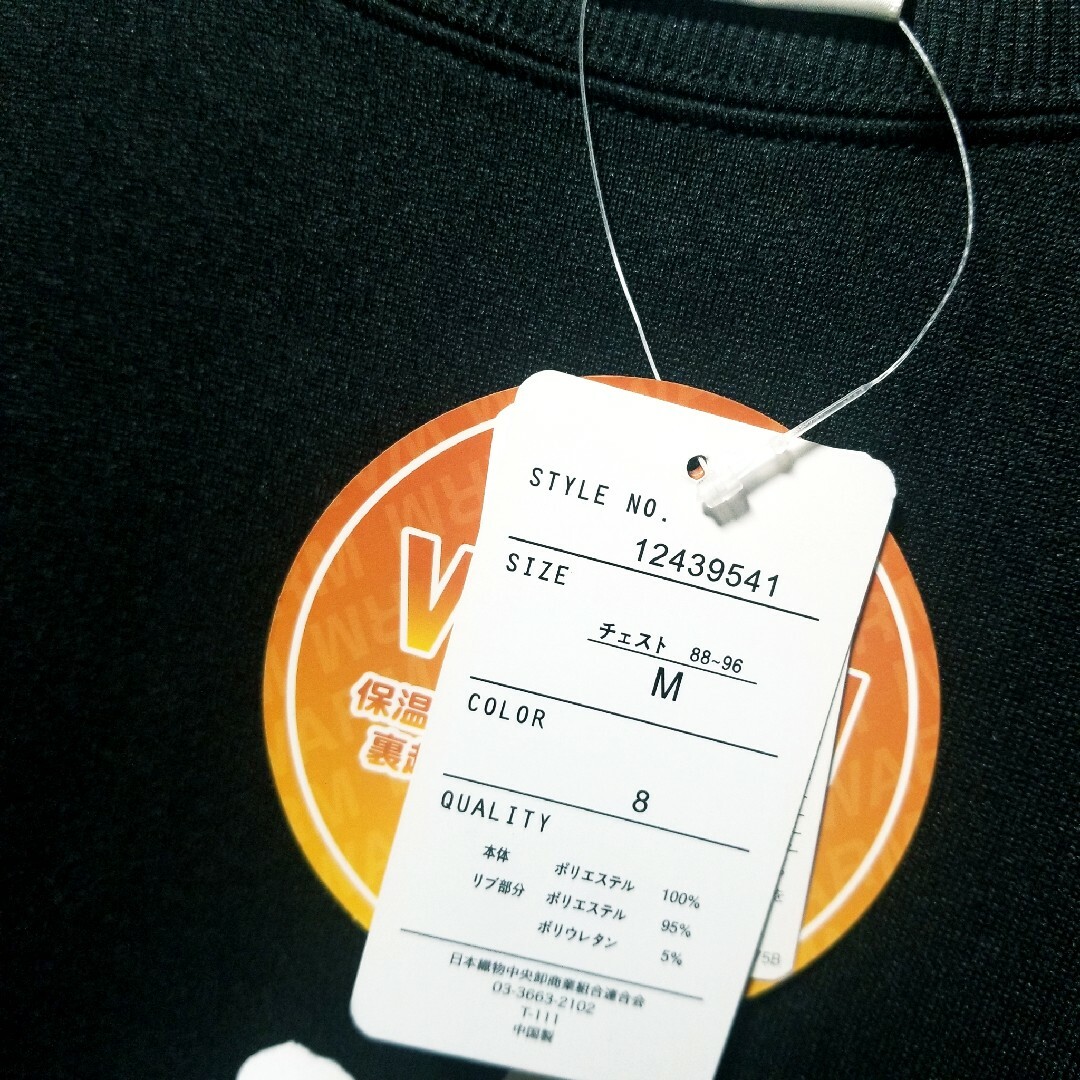 STYLE NO.
12439541
SIZE
チェスト 88~96
M
COLOR
8
QUALITY
本体 ポリエステル 100%
リブ部分 ポリエステル 95%
ポリウレタン 5%
日本織物中央卸商業組合連合会
03-3663-2102
T-111
中国製
保温
裏起